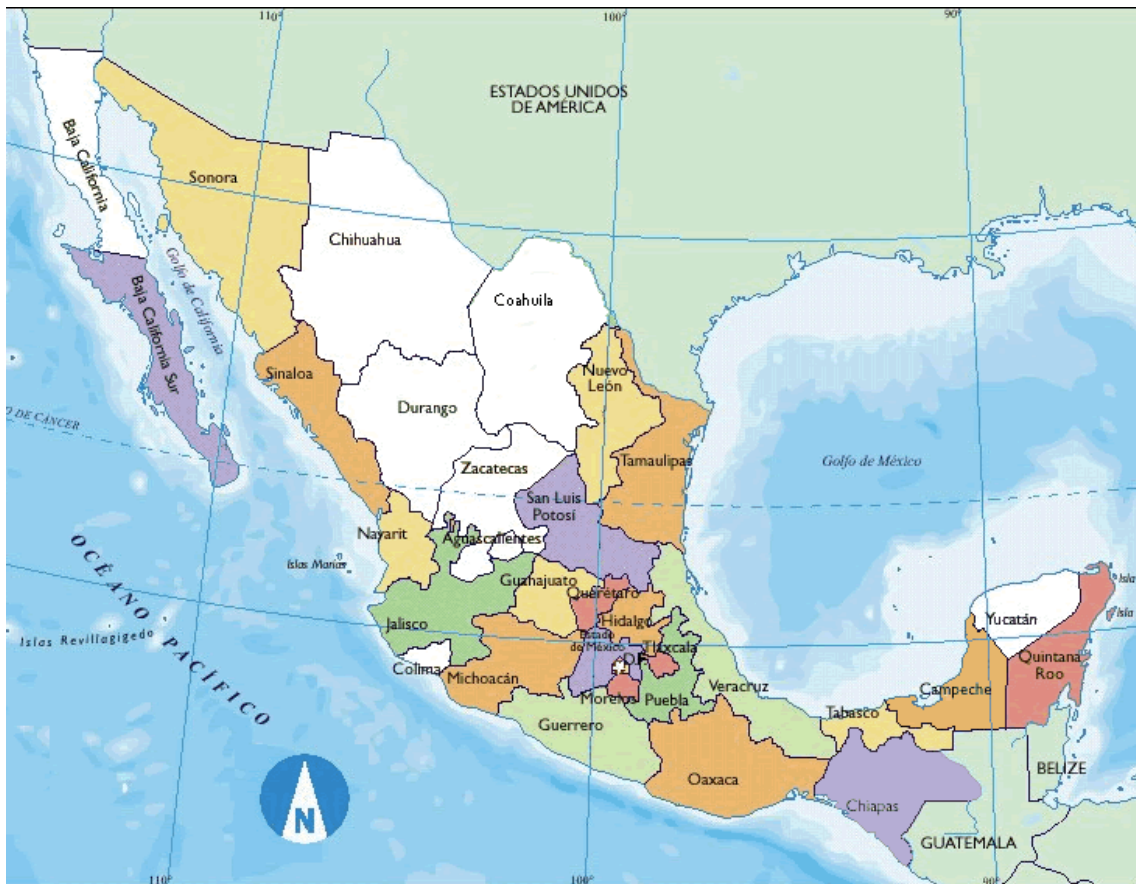 110°
100°
90°
ESTADOS UNIDOS
DE AMÉRICA
Baja California
Sonora
Chihuahua
Golfo de California
Coahuila
Baja California Sur
Nuevo
León
Sinaloa
Durango
O DE CÁNCER
Tamaulipas
Golfo de México
Zacatecas
San Luis
Potosí
Nayarit
Aguascalientes
Islas Marías
Guahajuato
Querétaro
Isla
Isla
Yucatán
Jalisco
Hidalgo
Estado
de México
Tlaxcala
Islas Revillagigedo
OCÉANO PACÍFICO
Colima
Michoacán
D.F.
Quintana
Roo
Campeche
Morelos
Puebla
Veracruz
Guerrero
Tabasco
Oaxaca
BELIZE
Chiapas
N
GUATEMALA
110°
100°
90°